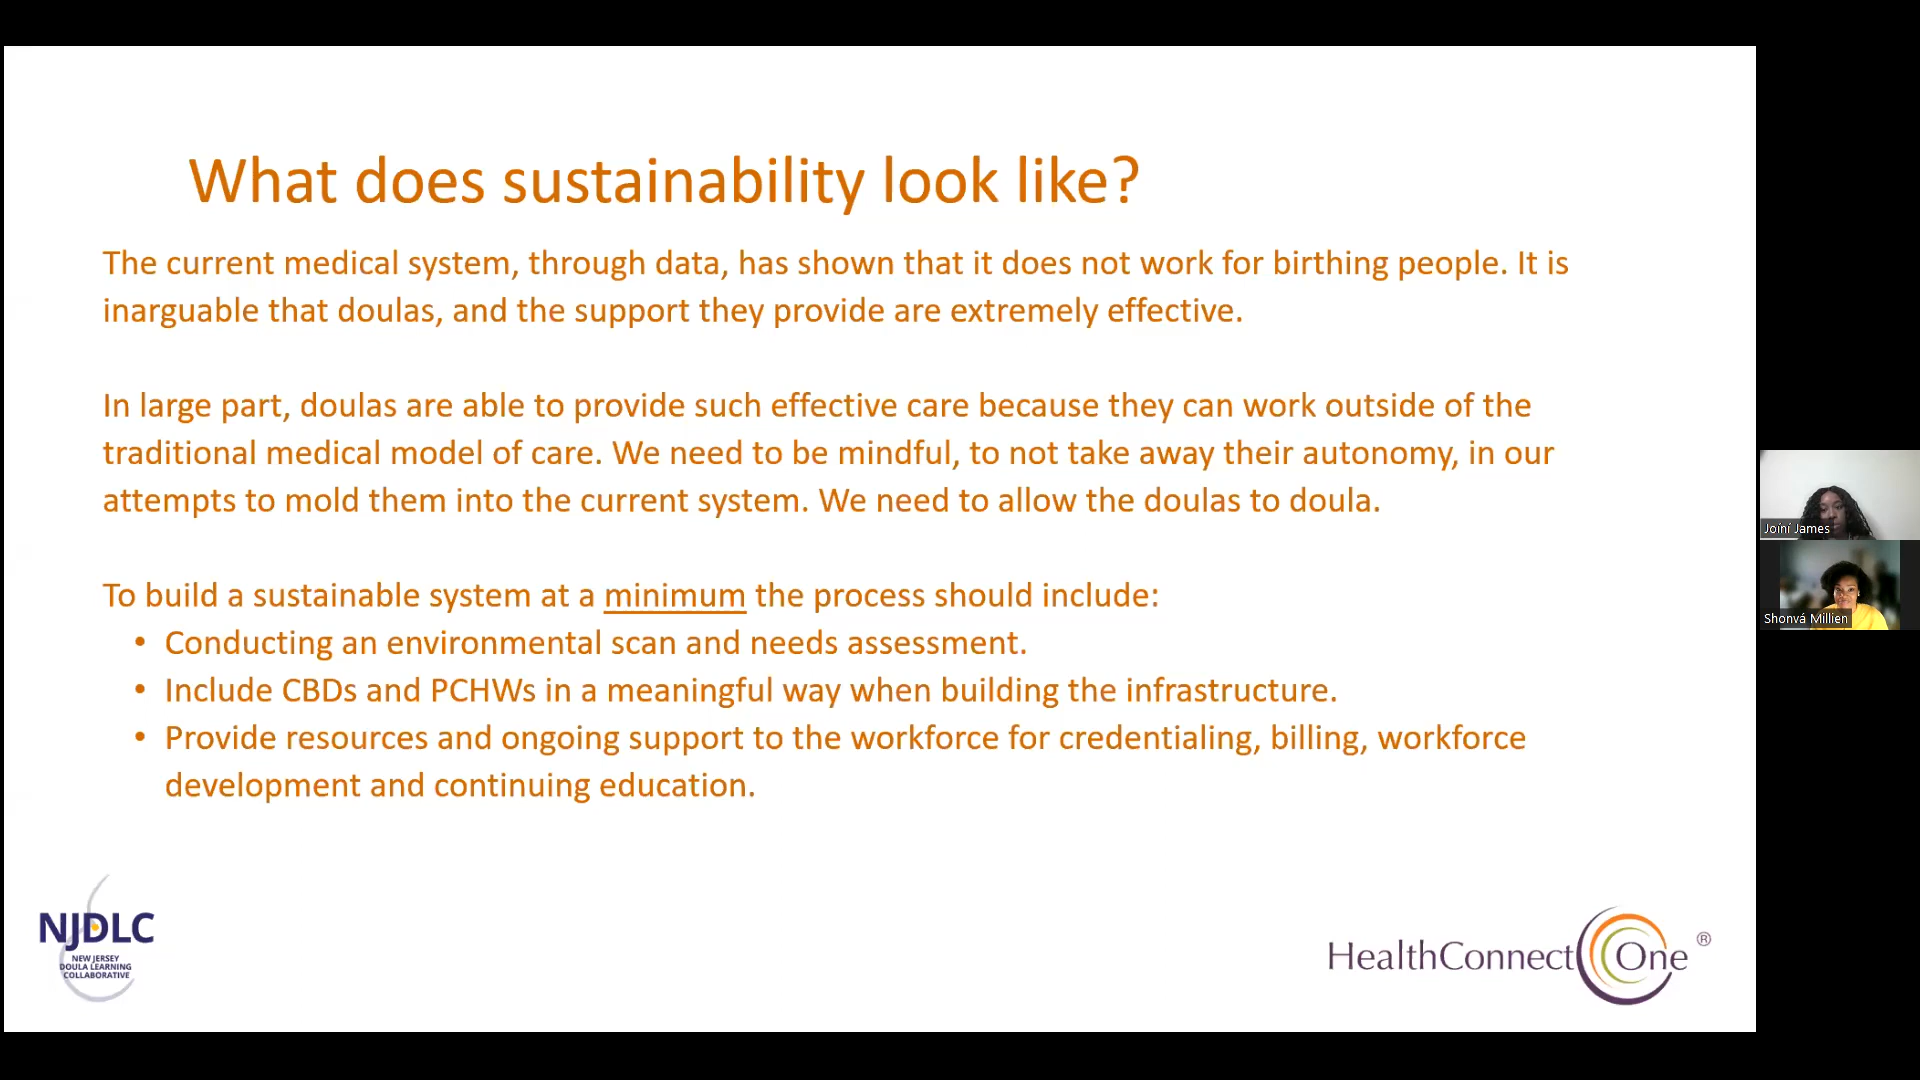 What does sustainability look like?
The current medical system, through data, has shown that it does not work for birthing people. It is
inarguable that doulas, and the support they provide are extremely effective.
In large part, doulas are able to provide such effective care because they can work outside of the
traditional medical model of care. We need to be mindful, to not take away their autonomy, in our
attempts to mold them into the current system. We need to allow the doulas to doula.
To build a sustainable system at a minimum the process should include:
• Conducting an environmental scan and needs assessment.
• Include CBDs and PCHWs in a meaningful way when building the infrastructure.
• Provide resources and ongoing support to the workforce for credentialing, billing, workforce
development and continuing education.
NJDLC
NEW JERSEY
DOULA LEARNING
COLLABORATIVE
HealthConnect One ®
Joíní James
Shonvá Millien